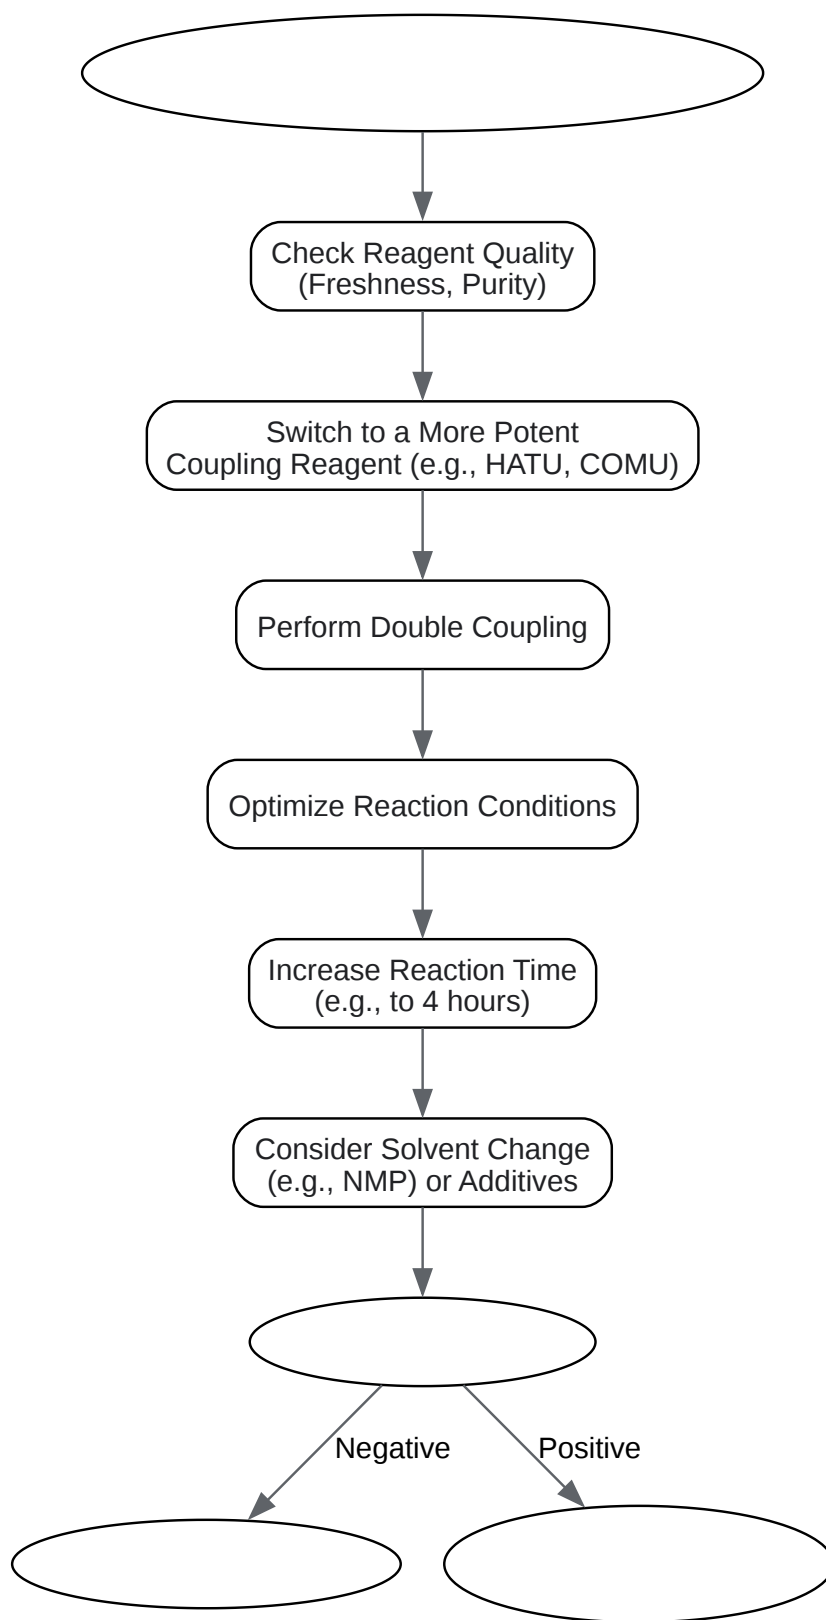 Check Reagent Quality
(Freshness, Purity)
Switch to a More Potent
Coupling Reagent (e.g., HATU, COMU)
Perform Double Coupling
Optimize Reaction Conditions
Increase Reaction Time
(e.g., to 4 hours)
Consider Solvent Change
(e.g., NMP) or Additives
Negative
Positive